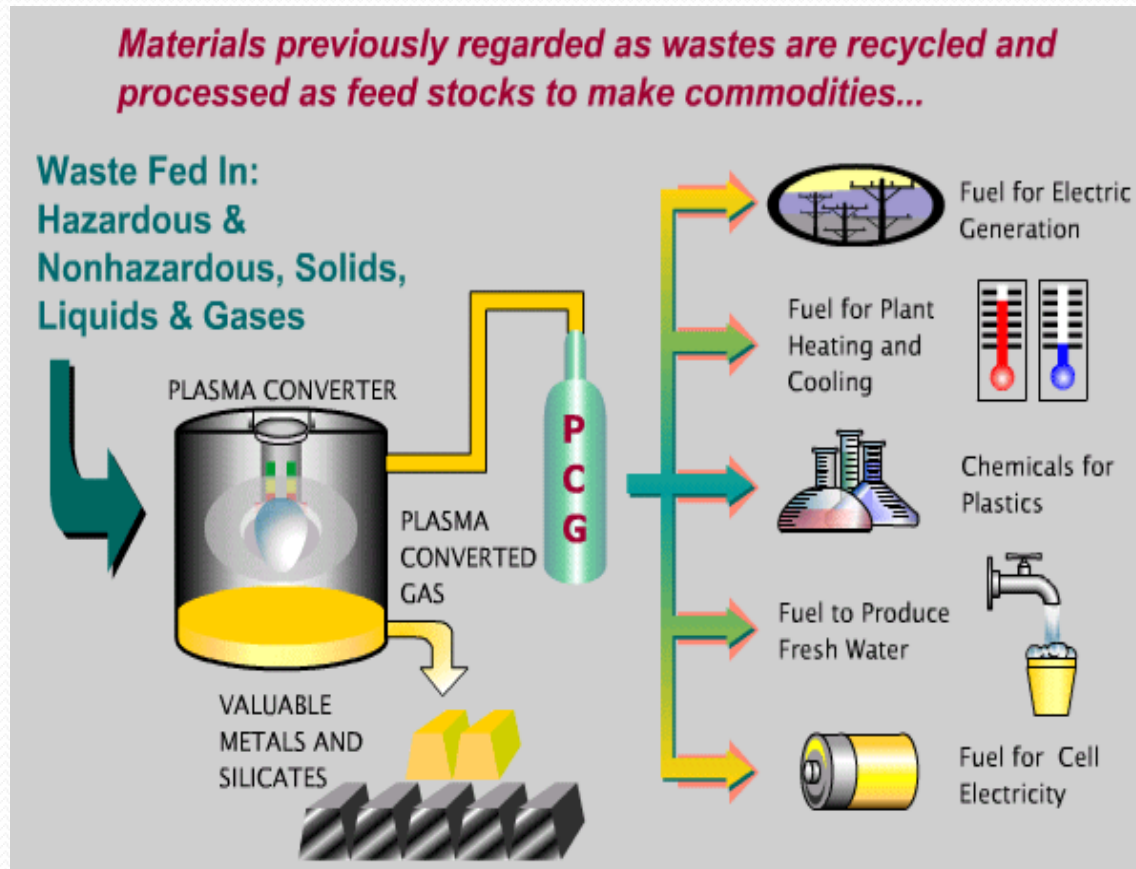 Materials previously regarded as wastes are recycled and
processed as feed stocks to make commodities...
Waste Fed In:
Hazardous &
Nonhazardous, Solids,
Liquids & Gases
PLASMA CONVERTER
PLASMA
CONVERTED
GAS
VALUABLE
METALS AND
SILICATES
P
C
G
Fuel for Electric
Generation
Fuel for Plant
Heating and
Cooling
Chemicals for
Plastics
Fuel to Produce
Fresh Water
Fuel for Cell
Electricity